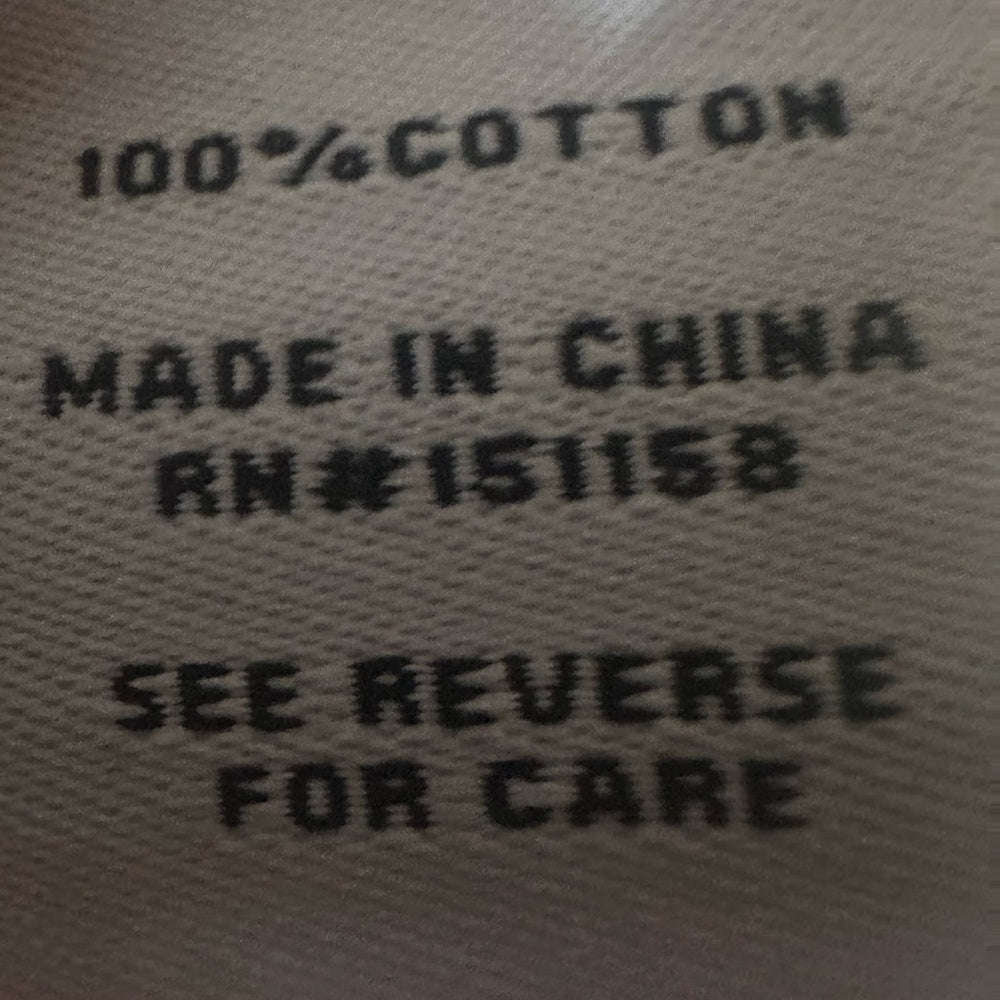 100%COTTON
MADE IN CHINA
RN#151158
SEE REVERSE
FOR CARE